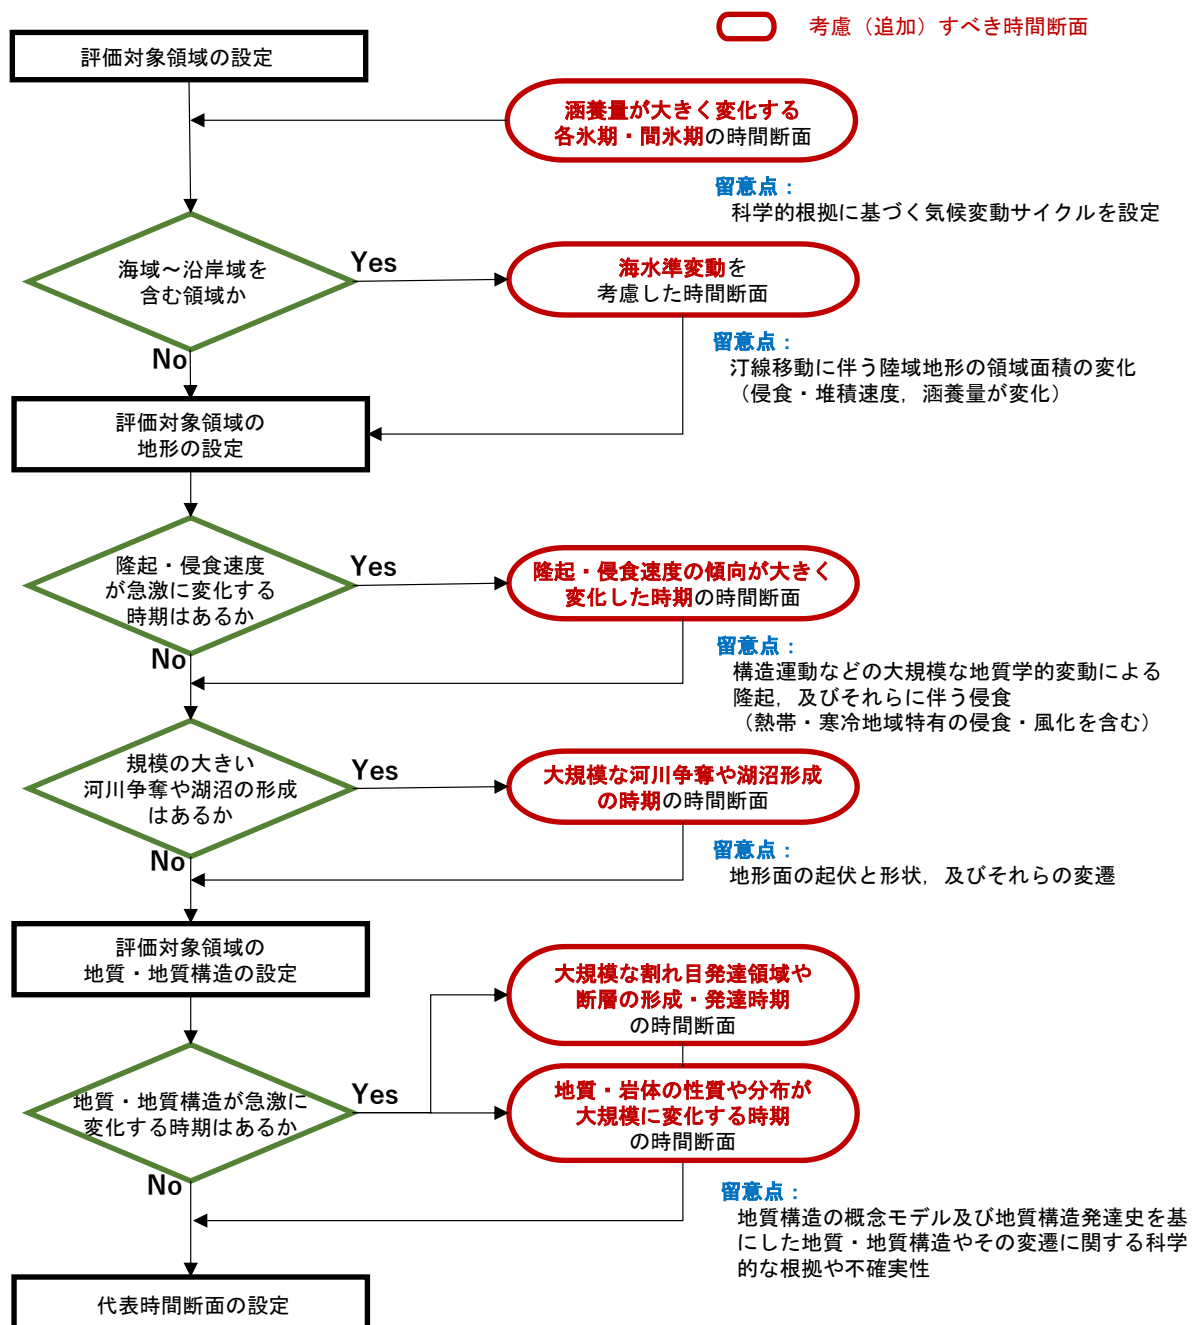 考慮（追加）すべき時間断面
評価対象領域の設定
涵養量が大きく変化する
各氷期・間氷期の時間断面
留意点：
科学的根拠に基づく気候変動サイクルを設定
海域～沿岸域を
含む領域か
Yes
No
海水準変動を
考慮した時間断面
留意点：
汀線移動に伴う陸域地形の領域面積の変化
（侵食・堆積速度，涵養量が変化）
評価対象領域の
地形の設定
隆起・侵食速度
が急激に変化する
時期はあるか
Yes
No
隆起・侵食速度の傾向が大きく
変化した時期の時間断面
留意点：
構造運動などの大規模な地質学的変動による
隆起，及びそれらに伴う侵食
（熱帯・寒冷地域特有の侵食・風化を含む）
規模の大きい
河川争奪や湖沼の形成
はあるか
Yes
No
大規模な河川争奪や湖沼形成
の時期の時間断面
留意点：
地形面の起伏と形状，及びそれらの変遷
評価対象領域の
地質・地質構造の設定
大規模な割れ目発達領域や
断層の形成・発達時期
の時間断面
地質・地質構造が急激に
変化する時期はあるか
Yes
No
地質・岩体の性質や分布が
大規模に変化する時期
の時間断面
留意点：
地質構造の概念モデル及び地質構造発達史を基
にした地質・地質構造やその変遷に関する科学
的な根拠や不確実性
代表時間断面の設定